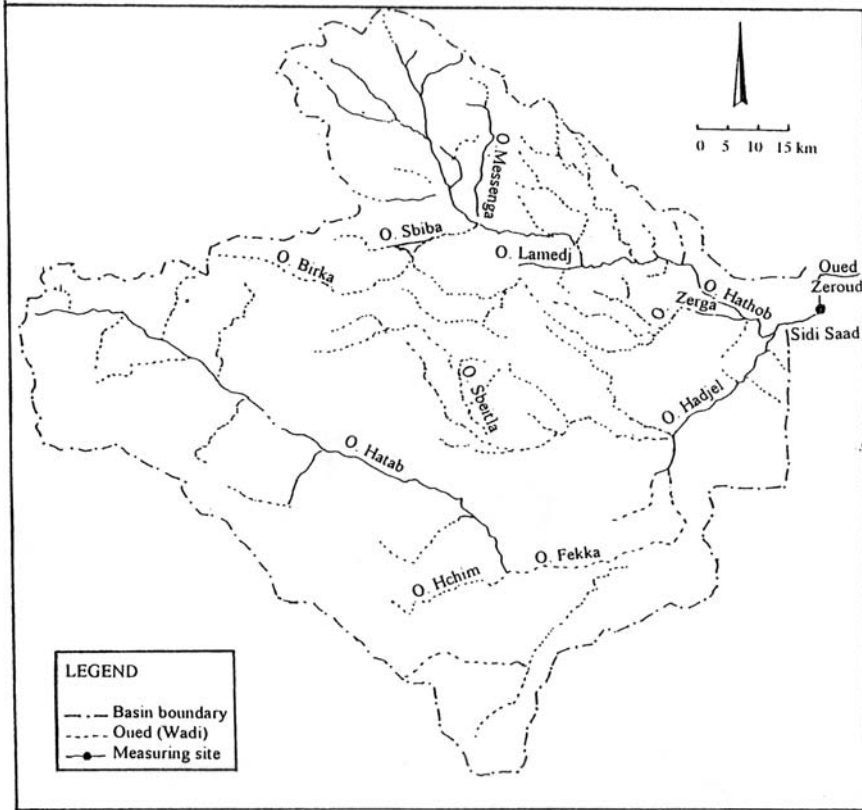 0 5 10 15 km
O. Messenga
O. Sbiba
O. Birka
O. Lamedj
Oued
Zeroud
O. Hathob
O. Zerga
Sidi Saad
O. Sbeitla
O. Hadjel
O. Hatab
O. Fekka
O. Hchim
LEGEND
Basin boundary
Oued (Wadi)
Measuring site